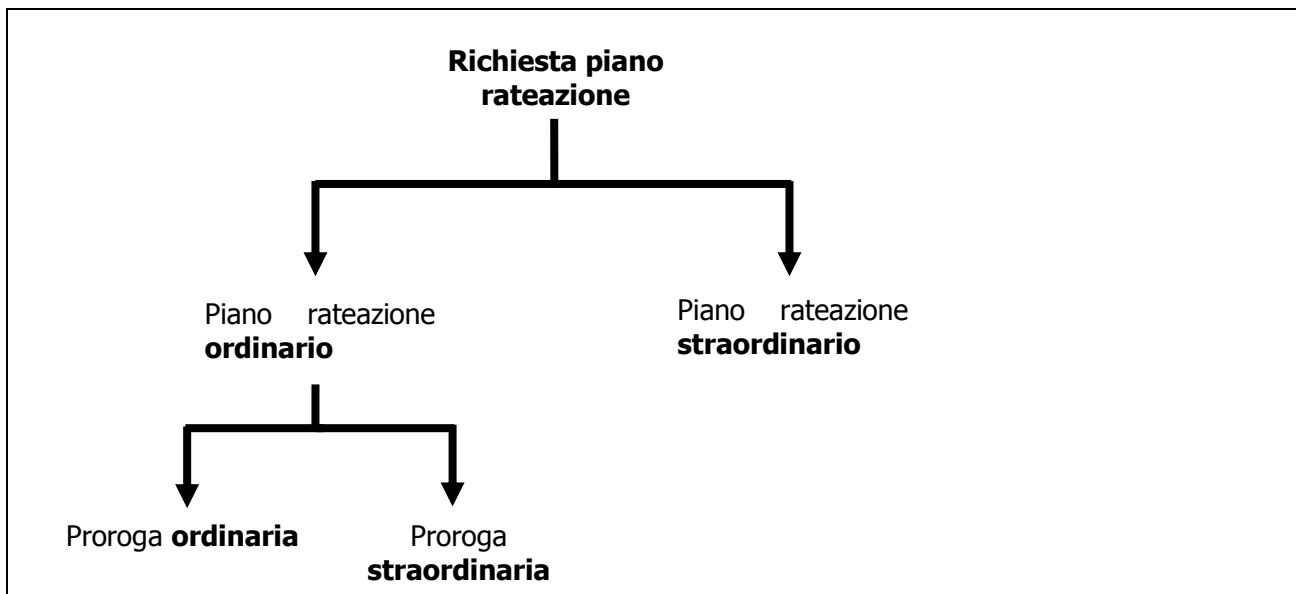 Richiesta piano
rateazione
Piano rateazione
ordinario
Piano rateazione
straordinario
Proroga ordinaria
Proroga
straordinaria